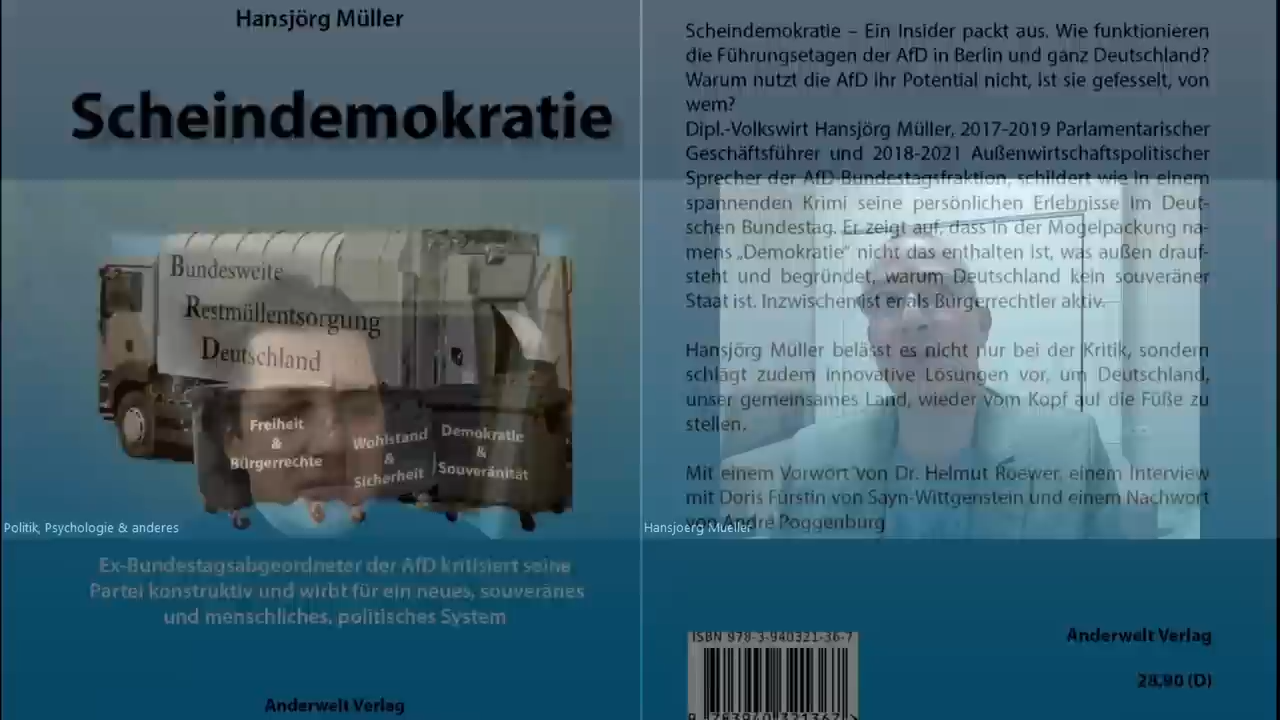 Hansjörg Müller
Scheindemokratie
Bundesweite
Restmüllentsorgung
Deutschland
Freiheit
&
Bürgerrechte
Wohlstand
&
Sicherheit
Demokratie
&
Souveränität
Politik, Psychologie & anderes
Ex-Bundestagsabgeordneter der AfD kritisiert seine
Partei konstruktiv und wirbt für ein neues, souveränes
und menschliches, politisches System
Anderwelt Verlag
Scheindemokratie – Ein Insider packt aus. Wie funktionieren
die Führungsetagen der AfD in Berlin und ganz Deutschland?
Warum nutzt die AfD ihr Potential nicht, ist sie gefesselt, von
wem?
Dipl.-Volkswirt Hansjörg Müller, 2017-2019 Parlamentarischer
Geschäftsführer und 2018-2021 Außenwirtschaftspolitischer
Sprecher der AfD-Bundestagsfraktion, schildert wie in einem
spannenden Krimi seine persönlichen Erlebnisse im Deut-
schen Bundestag. Er zeigt auf, dass in der Mogelpackung na-
mens „Demokratie“ nicht das enthalten ist, was außen drauf-
steht und begründet, warum Deutschland kein souveräner
Staat ist. Inzwischen ist er als Bürgerrechtler aktiv.
Hansjörg Müller belässt es nicht nur bei der Kritik, sondern
schlägt zudem innovative Lösungen vor, um Deutschland,
unser gemeinsames Land, wieder vom Kopf auf die Füße zu
stellen.
Mit einem Vorwort von Dr. Helmut Roewer, einem Interview
mit Doris Fürstin von Sayn-Wittgenstein und einem Nachwort
von André Poggenburg
Hansjoerg Mueller
ISBN 978-3-940321-36-7
9 783940 321367
Anderwelt Verlag
28,90 (D)